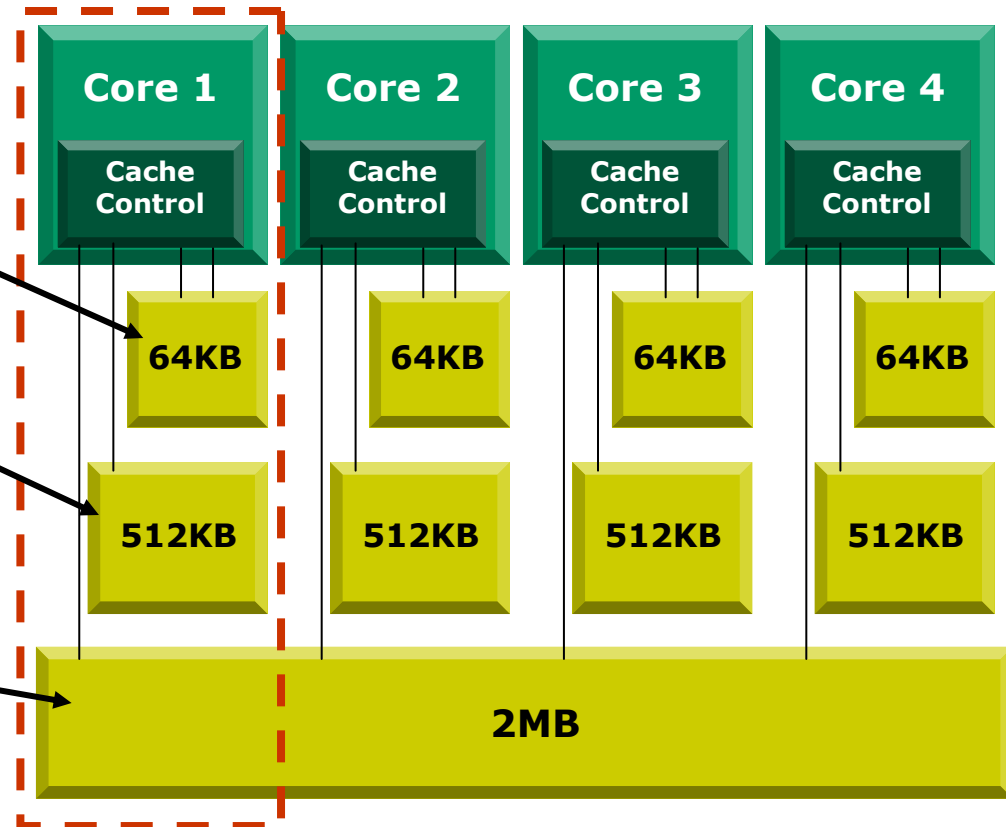 Core 1
Core 2
Core 3
Core 4
Cache
Control
Cache
Control
Cache
Control
Cache
Control
64KB
64KB
64KB
64KB
512KB
512KB
512KB
512KB
2MB